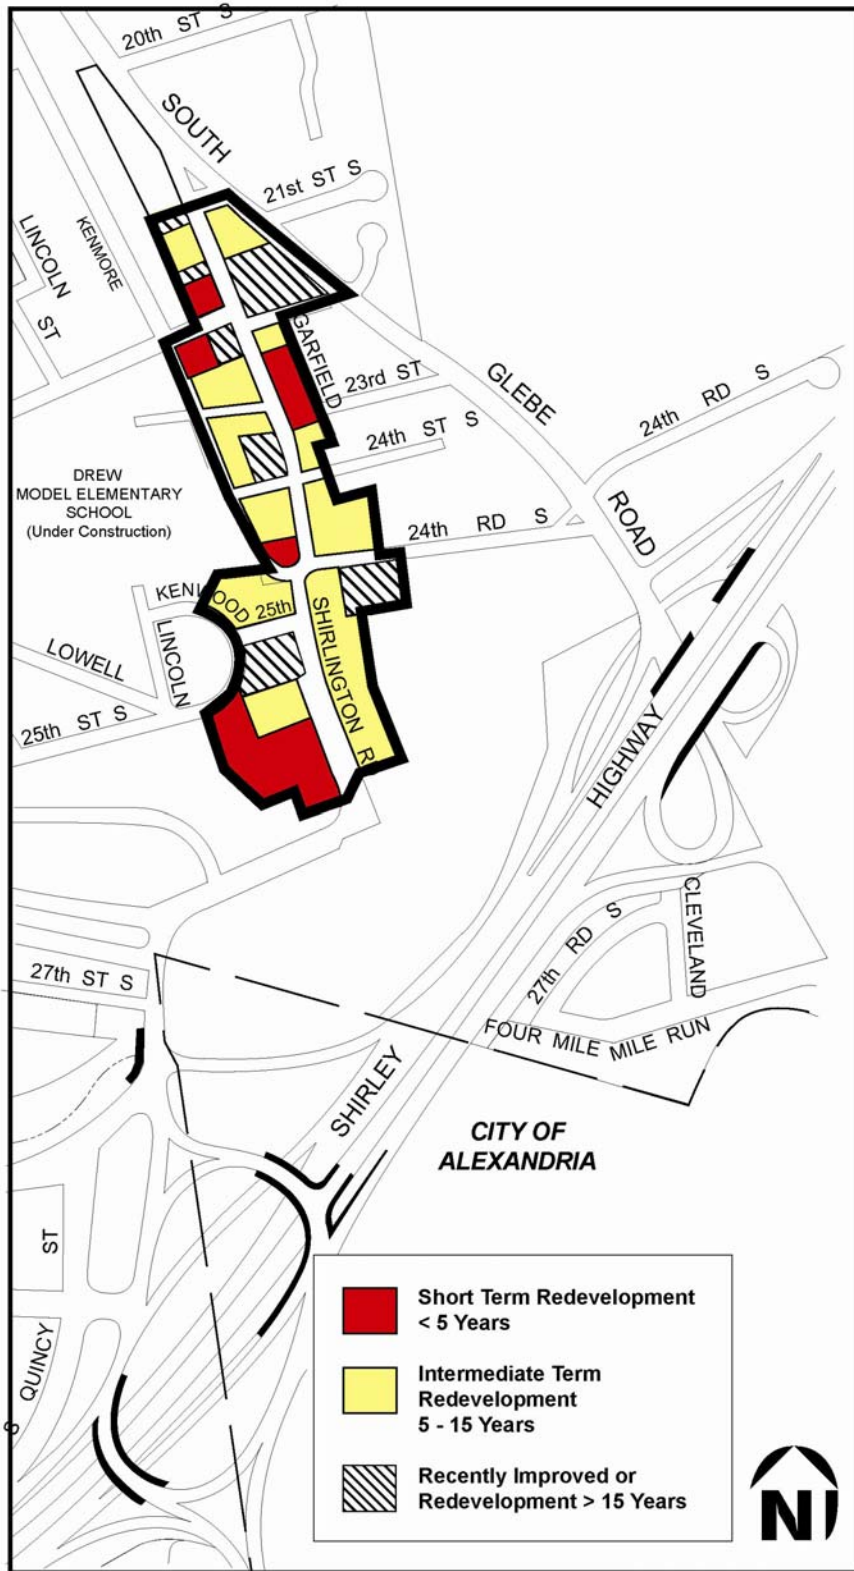 20th ST S
SOUTH
21st ST S
LINCOLN
ST
KENMORE
GARFIELD
23rd ST
GLEBE
24th RD S
24th ST S
DREW
MODEL ELEMENTARY
SCHOOL
(Under Construction)
24th RD S
ROAD
KENWOOD
25th
SHIRLINGTON R
LINCOLN
LOWELL
25th ST S
HIGHWAY
CLEVELAND
27th RD S
27th ST S
FOUR MILE MILE RUN
SHIRLEY
CITY OF
ALEXANDRIA
ST
S QUINCY
Short Term Redevelopment
< 5 Years
Intermediate Term
Redevelopment
5 - 15 Years
Recently Improved or
Redevelopment > 15 Years
N